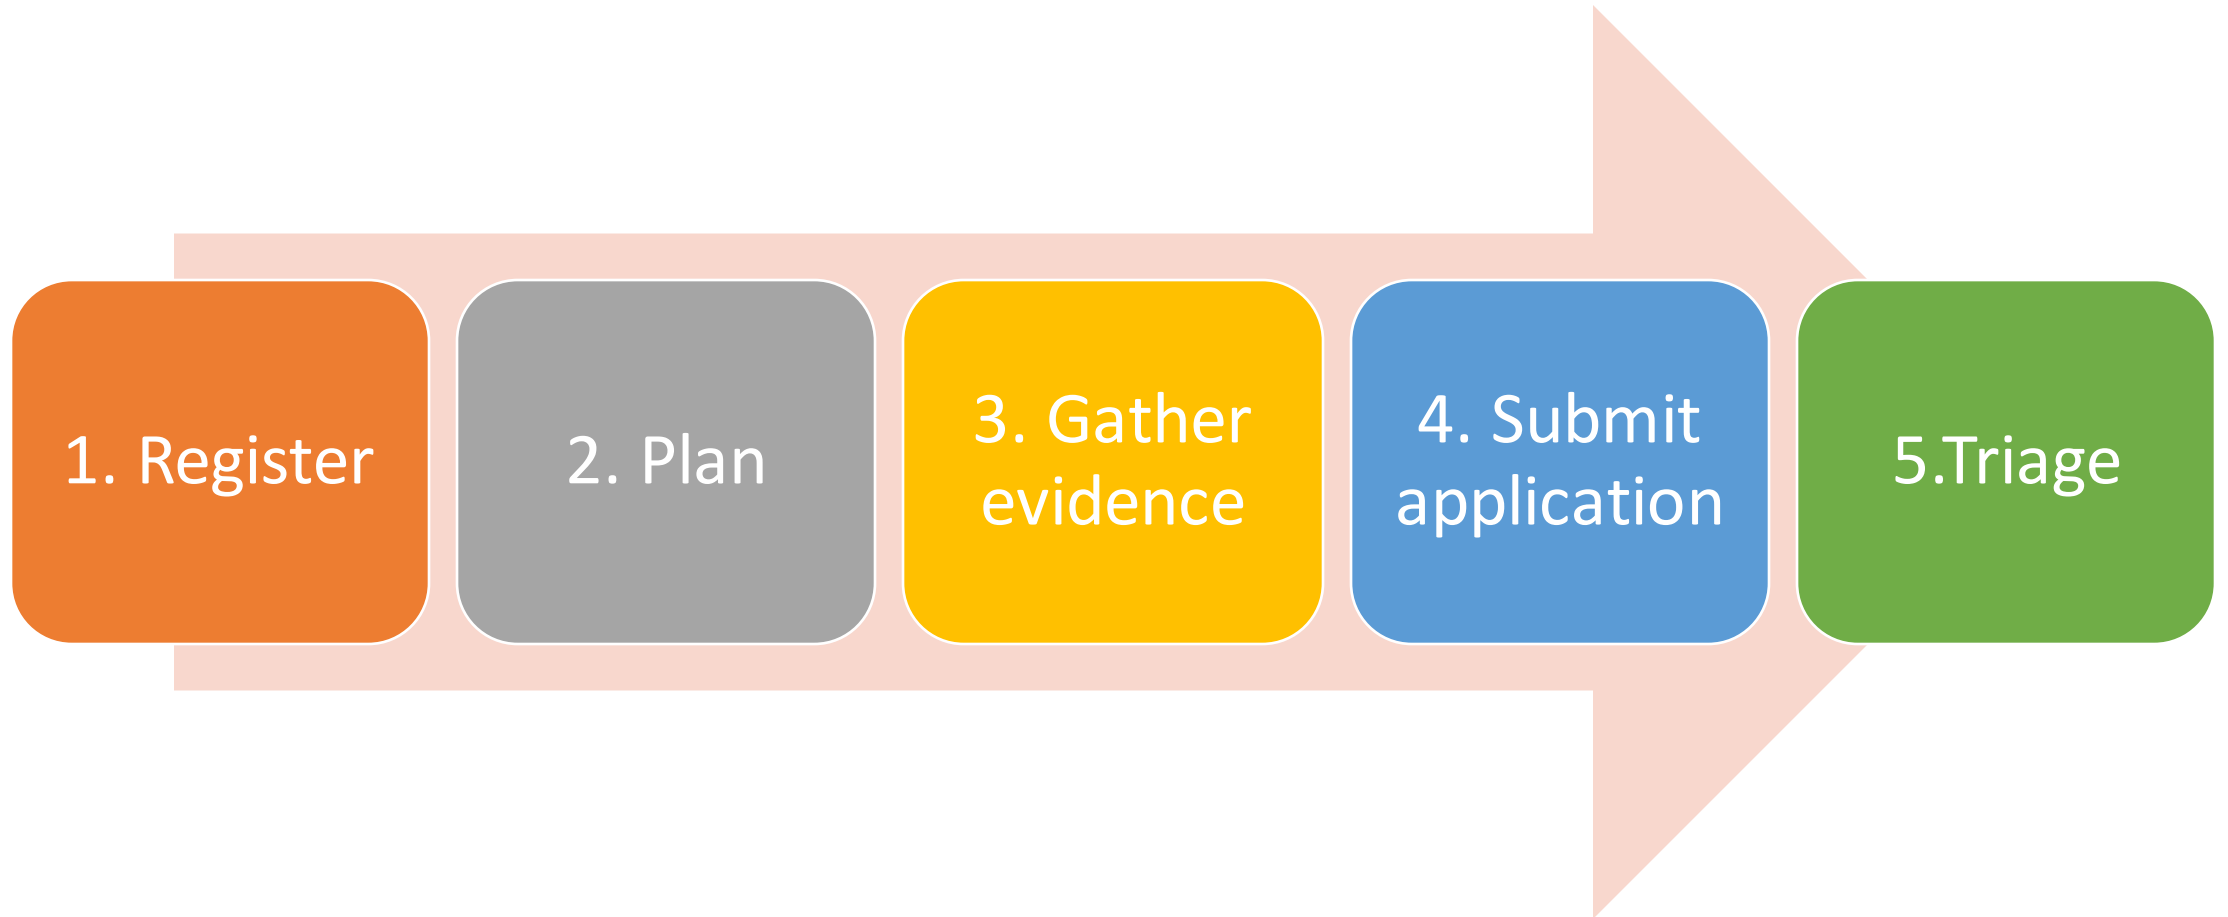 1. Register
2. Plan
3. Gather
evidence
4. Submit
application
5.Triage